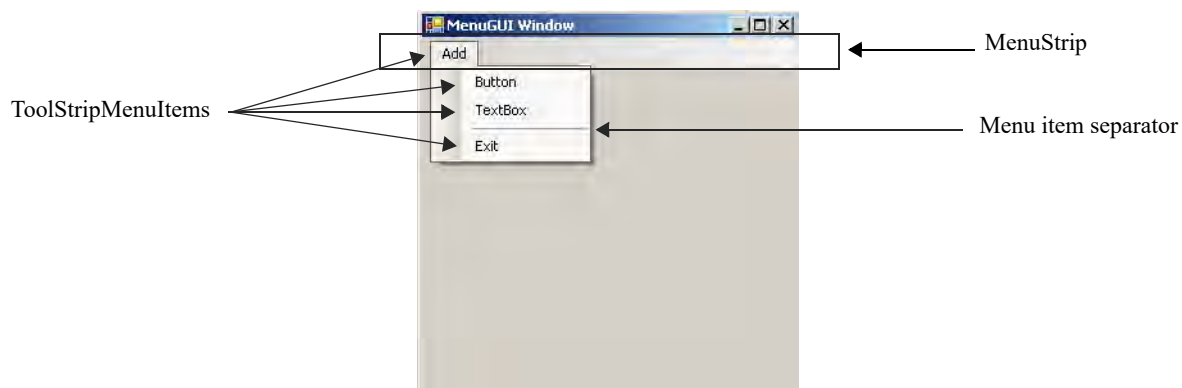 MenuGUI Window
MenuStrip
Add
Button
ToolStripMenuItems
TextBox
Menu item separator
Exit